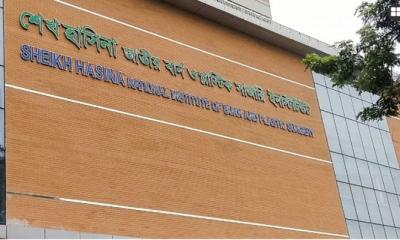 শেখ হাসিনা জাতীয় বার্ন ও প্লাস্টিক সার্জারি ইনস্টিটিউট
SHEIKH HASINA NATIONAL INSTITUTE OF BURN AND PLASTIC SURGERY